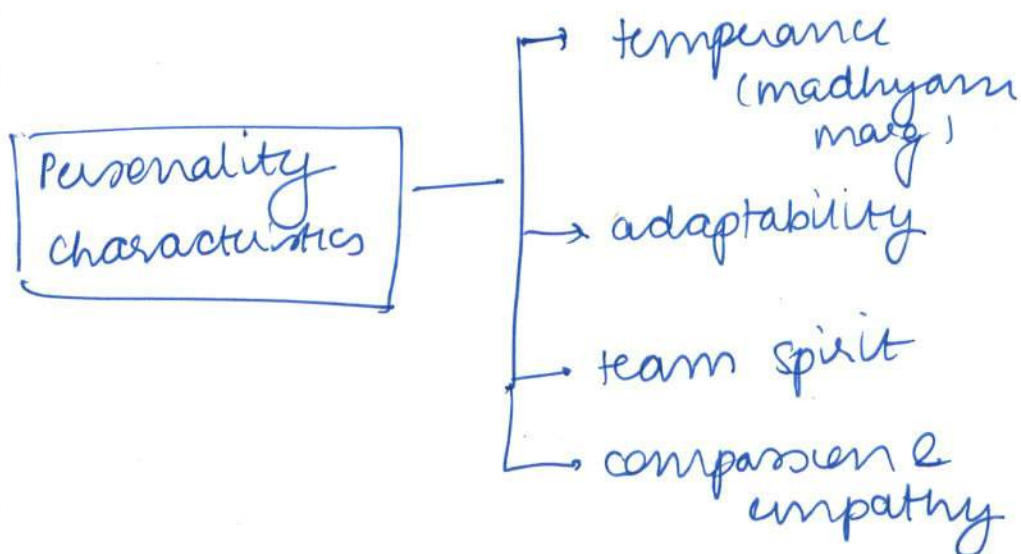 Personality
characteristics
temperance
(madhyam
marg)
adaptability
team spirit
compassion &
empathy